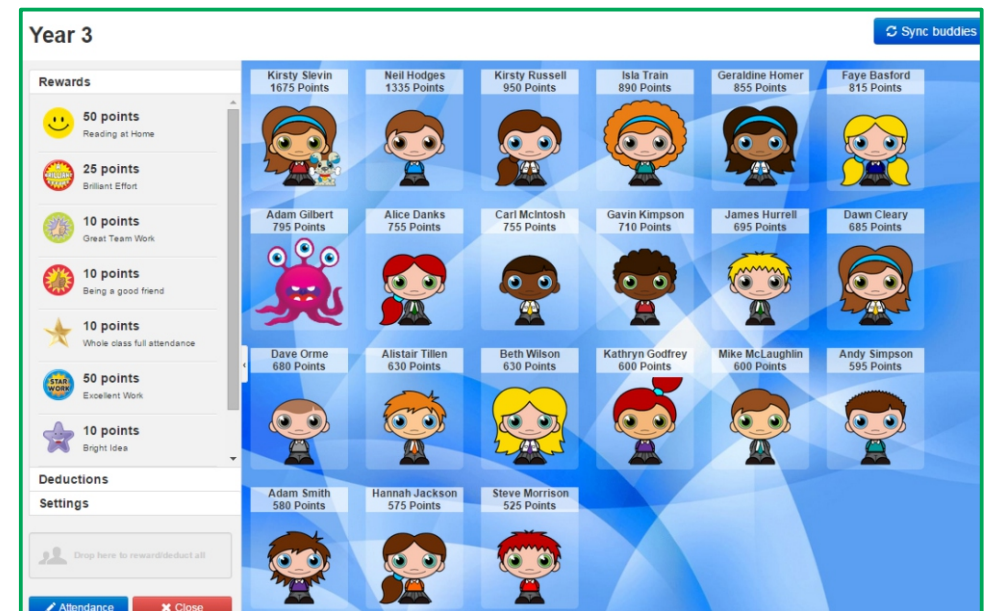 Year 3
Sync buddies
Rewards
50 points
Reading at Home
25 points
Brilliant Effort
10 points
Great Team Work
10 points
Being a good friend
10 points
Whole class full attendance
STAR
WORK
50 points
Excellent Work
10 points
Bright Idea
Deductions
Settings
Drop here to reward/deduct all
Attendance
Close
Kirsty Slevin
1675 Points
Neil Hodges
1335 Points
Kirsty Russell
950 Points
Isla Train
890 Points
Geraldine Homer
855 Points
Faye Basford
815 Points
Adam Gilbert
795 Points
Alice Danks
755 Points
Carl McIntosh
755 Points
Gavin Kimpson
710 Points
James Hurrell
695 Points
Dawn Cleary
685 Points
Dave Orme
680 Points
Alistair Tillen
630 Points
Beth Wilson
630 Points
Kathryn Godfrey
600 Points
Mike McLaughlin
600 Points
Andy Simpson
595 Points
Adam Smith
580 Points
Hannah Jackson
575 Points
Steve Morrison
525 Points